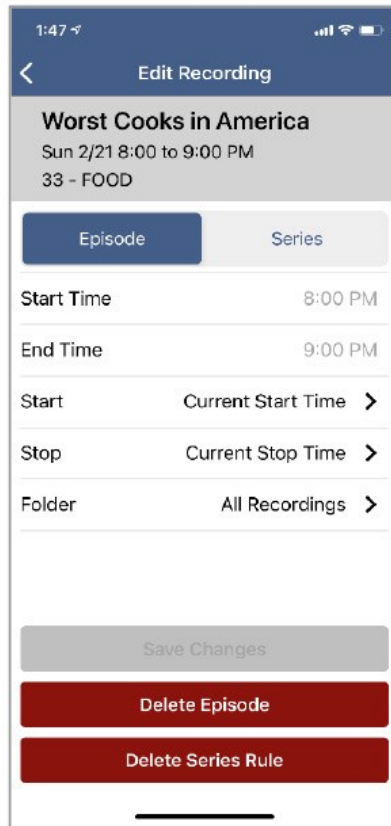 1:47
Edit Recording
Worst Cooks in America
Sun 2/21 8:00 to 9:00 PM
33 - FOOD
Episode Series
Start Time 8:00 PM
End Time 9:00 PM
Start Current Start Time
Stop Current Stop Time
Folder All Recordings
Save Changes
Delete Episode
Delete Series Rule